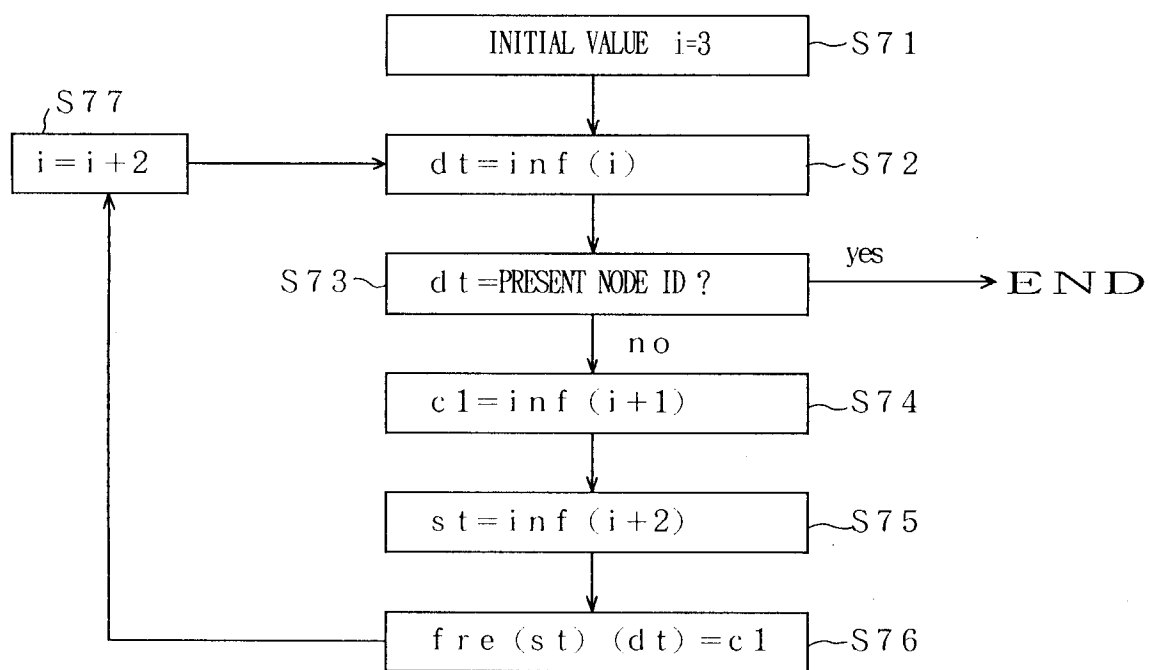 INITIAL VALUE i=3
S71
S77
i=i+2
dt=inf (i)
S72
S73
dt=PRESENT NODE ID ?
yes
END
no
c1=inf (i+1)
S74
st=inf (i+2)
S75
fre (st) (dt) =c1
S76